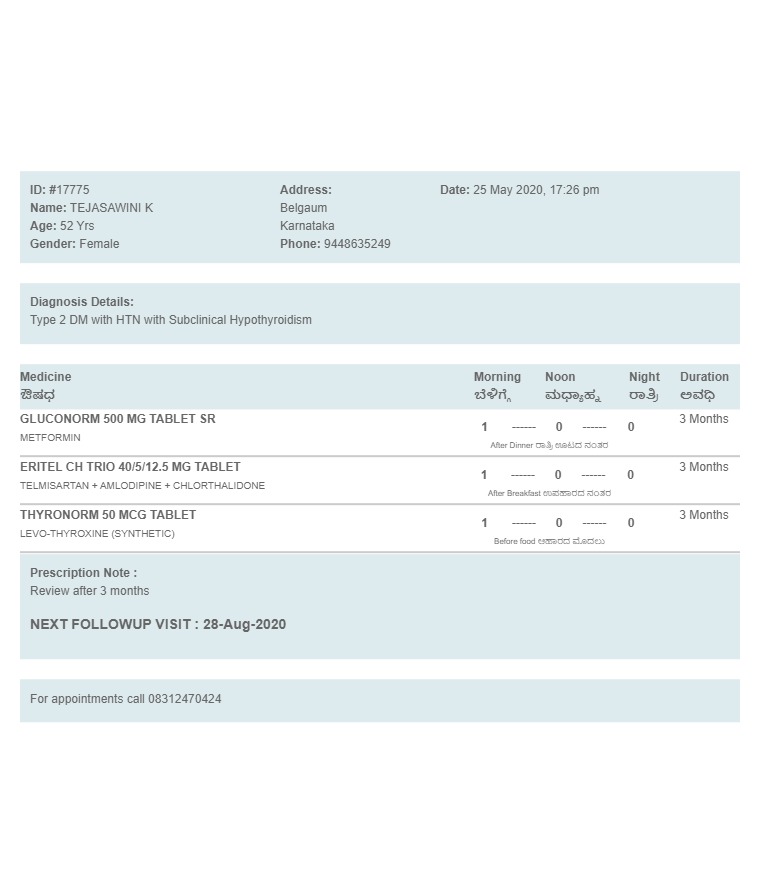 ID: #17775
Name: TEJASAWINI K
Age: 52 Yrs
Gender: Female
Address:
Belgaum
Karnataka
Phone: 9448635249
Date: 25 May 2020, 17:26 pm
Diagnosis Details:
Type 2 DM with HTN with Subclinical Hypothyroidism
Medicine Morning Noon Night Duration
ಔಷಧ ಬೆಳಿಗ್ಗೆ ಮಧ್ಯಾಹ್ನ ರಾತ್ರಿ ಅವಧಿ
GLUCONORM 500 MG TABLET SR 1 ------ 0 ------ 0 3 Months
METFORMIN After Dinner ರಾತ್ರಿ ಊಟದ ನಂತರ
ERITEL CH TRIO 40/5/12.5 MG TABLET 1 ------ 0 ------ 0 3 Months
TELMISARTAN + AMLODIPINE + CHLORTHALIDONE After Breakfast ಉಪಹಾರದ ನಂತರ
THYRONORM 50 MCG TABLET 1 ------ 0 ------ 0 3 Months
LEVO-THYROXINE (SYNTHETIC) Before food ಆಹಾರದ ಮೊದಲು
Prescription Note :
Review after 3 months
NEXT FOLLOWUP VISIT : 28-Aug-2020
For appointments call 08312470424